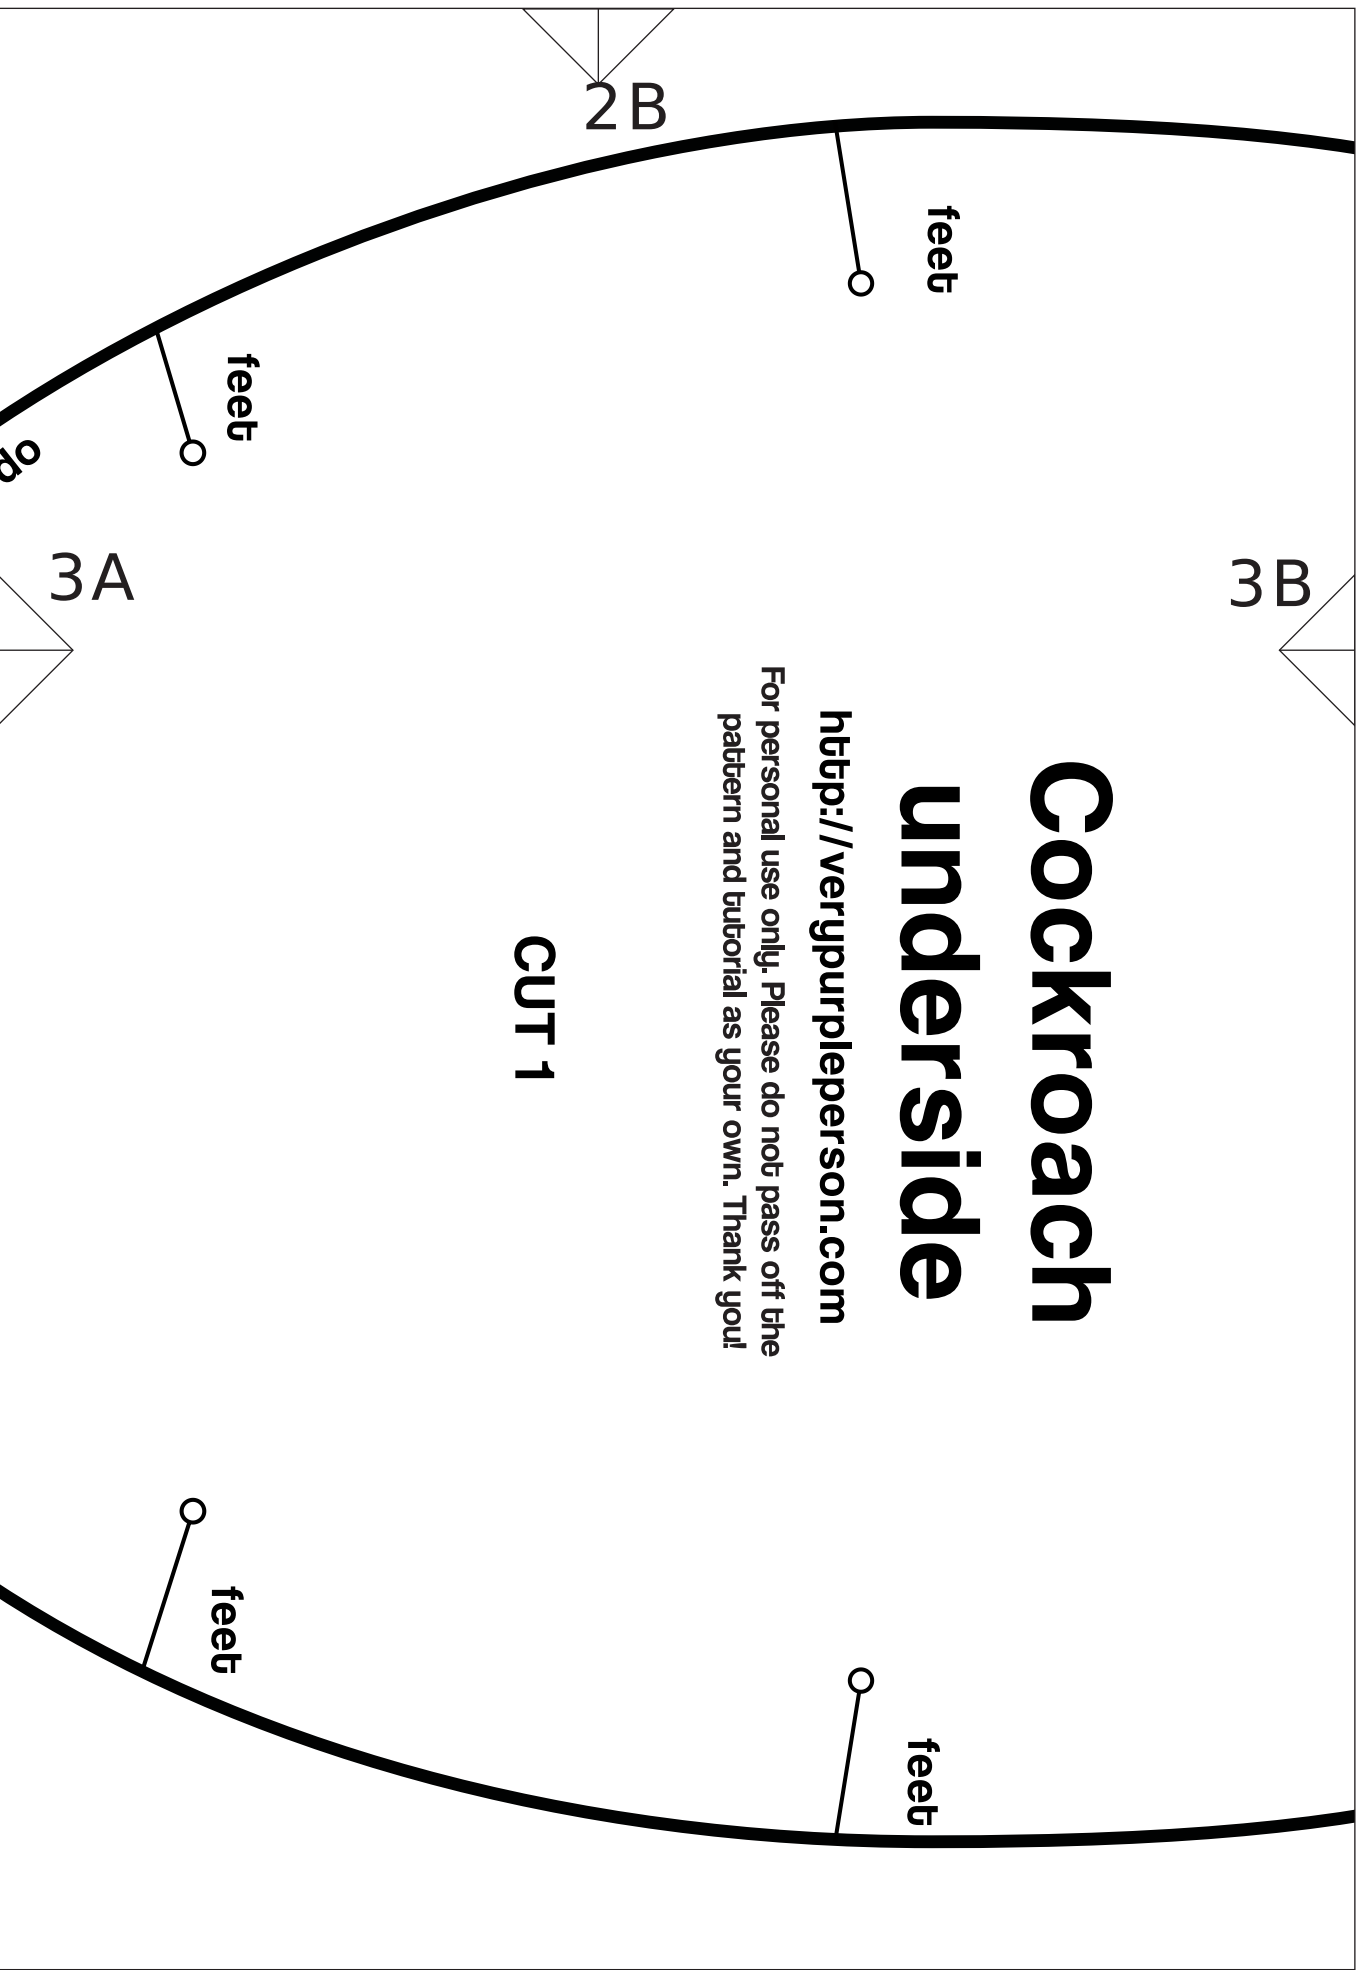 2B
feet
feet
do
3A
3B
Cockroach
underside
http://verypurpleperson.com
For personal use only. Please do not pass off the
pattern and tutorial as your own. Thank you!
CUT 1
feet
feet